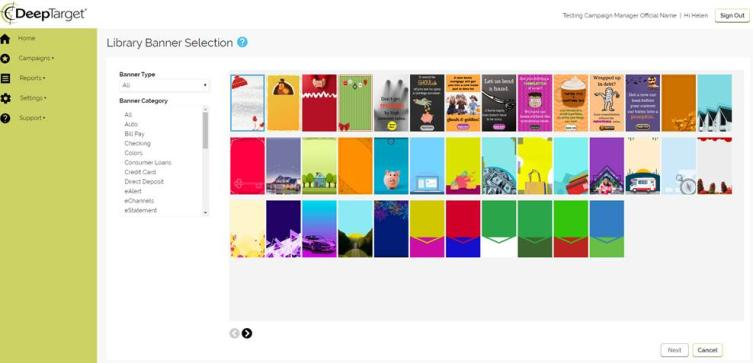 DeepTarget®
Testing Campaign Manager Official Name | Hi Helen
Sign Out
Home
Campaigns
Reports
Settings
Support
Library Banner Selection ?
Banner Type
All
Banner Category
All
Auto
Bill Pay
Checking
Colors
Consumer Loans
Credit Card
Direct Deposit
eAlert
eChannels
eStatement
Let us lend a
hand.
Wrapped up
in debt?
Next
Cancel